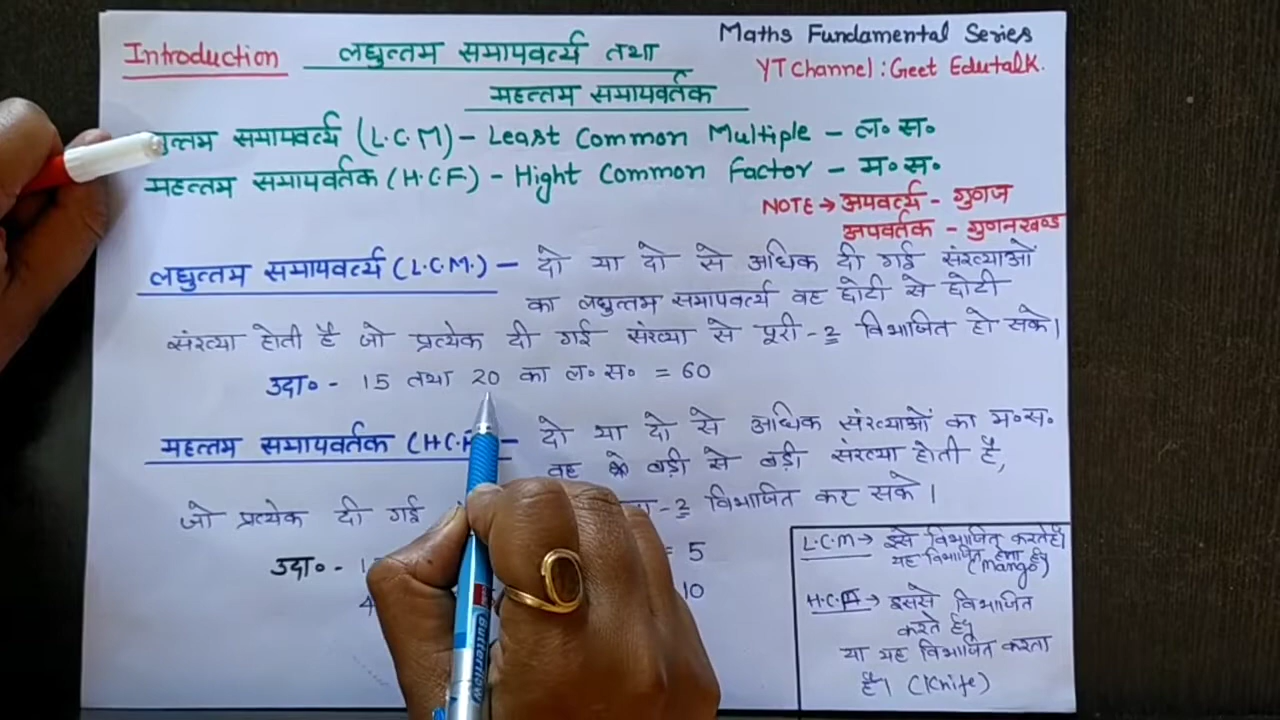 Introduction
लघुत्तम समापवर्त्य तथा
महत्तम समापवर्तक
Maths Fundamental Series
YT Channel : Geet Edutalk.
त्तम समापवर्त्य (L.C.M) - Least Common Multiple - ल॰ स॰
महत्तम समापवर्तक (H.C.F.) - Hight Common Factor - म॰ स॰
NOTE → अपवर्त्य - गुणज
अपवर्तक - गुणनखण्ड
लघुत्तम समापवर्त्य (L.C.M.) - दो या दो से अधिक दी गई संख्याओं
का लघुत्तम समापवर्त्य वह छोटी से छोटी
संख्या होती है जो प्रत्येक दी गई संख्या से पूरी-2 विभाजित हो सके।
उदा॰ - 15 तथा 20 का ल॰ स॰ = 60
महत्तम समापवर्तक (H.C. - दो या दो से अधिक संख्याओं का म॰स॰
वह बड़ी से बड़ी संख्या होती है,
जो प्रत्येक दी गई -2 विभाजित कर सके।
उदा॰ - 1 = 5
4 10
L.C.M → इसे विभाजित करते है।
यह विभाजित होता है।
(Mango)
H.C.F → इससे विभाजित
करते है।
या यह विभाजित करता
है। (Knife)
Butterflow